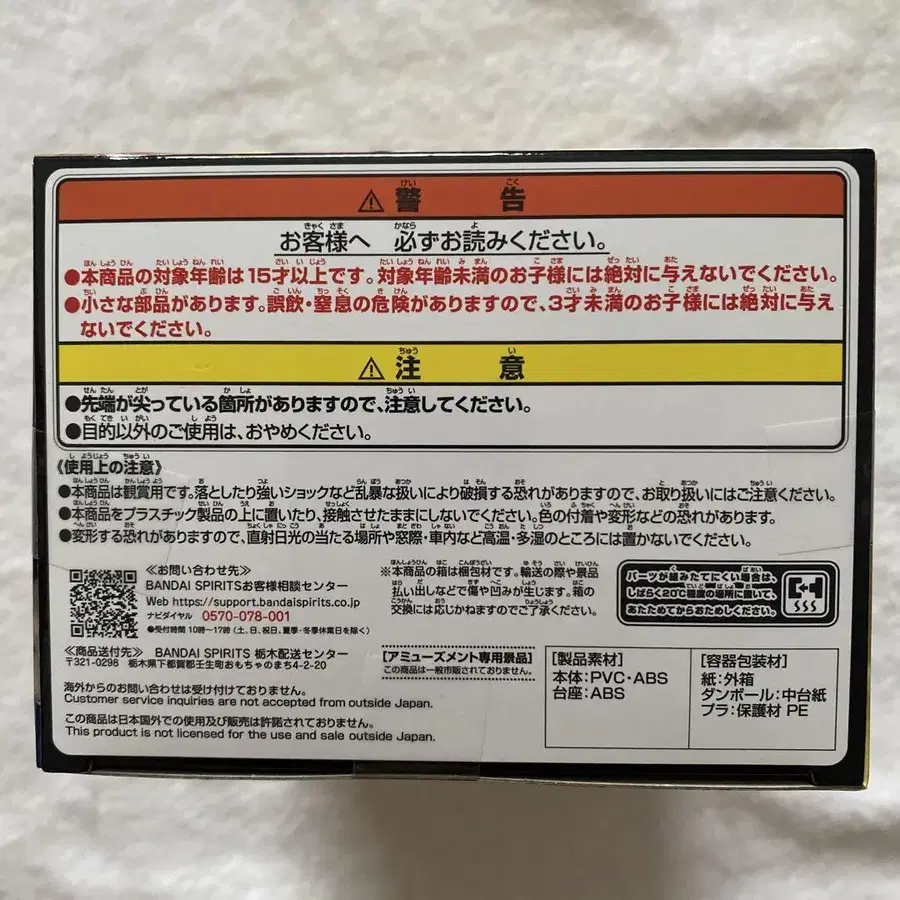 ⚠警告
お客様へ 必ずお読みください。
●本商品の対象年齢は15才以上です。対象年齢未満のお子様には絶対に与えないでください。
●小さな部品があります。誤飲・窒息の危険がありますので、3才未満のお子様には絶対に与え
ないでください。
⚠注意
●先端が尖っている箇所がありますので、注意してください。
●目的以外のご使用は、おやめください。
《使用上の注意》
●本商品は観賞用です。落としたり強いショックなど乱暴な扱いにより破損する恐れがありますので、お取り扱いにはご注意ください。
●本商品をプラスチック製品の上に置いたり、接触させたままにしないでください。色の付着や変形などの恐れがあります。
●変形する恐れがありますので、直射日光の当たる場所や窓際・車内など高温・多湿のところには置かないでください。
≪お問い合わせ先≫
BANDAI SPIRITSお客様相談センター
Web https://support.bandaispirits.co.jp
ナビダイヤル 0570-078-001
●受付時間 10時~17時(土、日、祝日、夏季・冬季休業日を除く)
※本商品の箱は梱包材です。輸送の際や景品
払い出しなどで傷や凹みが生じます。箱の
交換には応じかねますのでご了承ください。
パーツが組みたてにくい場合は、
しばらく20℃程度の場所に置いて、
あたためてからおためしください。
≪商品送付先≫ BANDAI SPIRITS 栃木配送センター
〒321-0298 栃木県下都賀郡壬生町おもちゃのまち4-2-20
海外からのお問い合わせは受け付けておりません。
Customer service inquiries are not accepted from outside Japan.
この商品は日本国外での使用及び販売は許諾されておりません。
This product is not licensed for the use and sale outside Japan.
[アミューズメント専用景品]
この商品は一般市販されておりません。
[製品素材]
本体:PVC・ABS
台座:ABS
[容器包装材]
紙:外箱
ダンボール:中台紙
プラ:保護材 PE